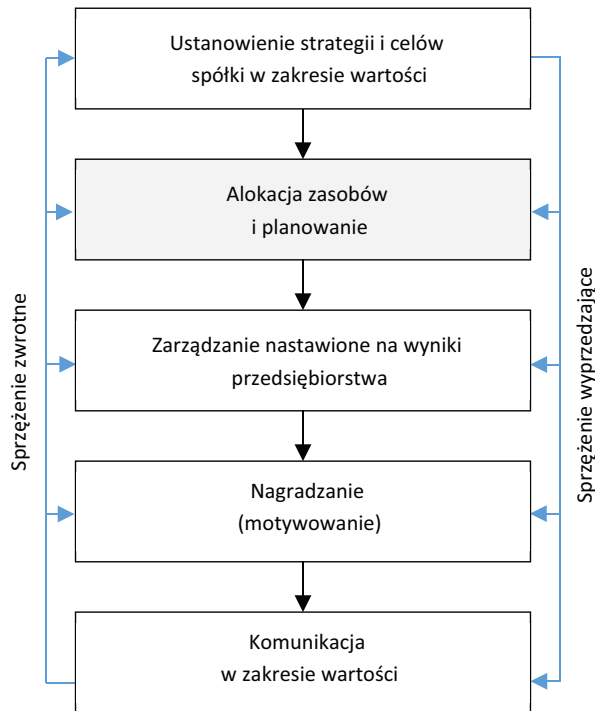 Ustanowienie strategii i celów
spółki w zakresie wartości
Alokacja zasobów
i planowanie
Zarządzanie nastawione na wyniki
przedsiębiorstwa
Nagradzanie
(motywowanie)
Komunikacja
w zakresie wartości
Sprzężenie zwrotne
Sprzężenie wyprzedzające